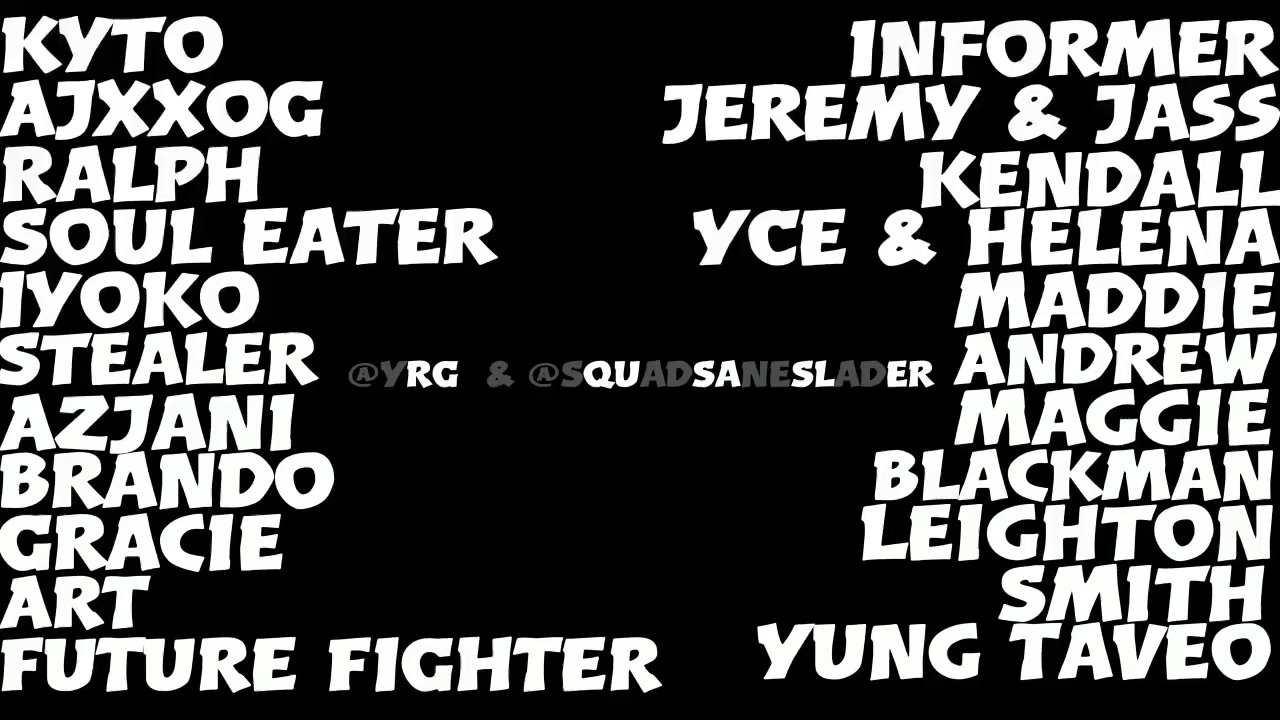 KYTO
AJXXOG
RALPH
SOUL EATER
IYOKO
STEALER
AZJANI
BRANDO
GRACIE
ART
FUTURE FIGHTER
@YRG & @SQUADSANESLADER
INFORMER
JEREMY & JASS
KENDALL
YCE & HELENA
MADDIE
ANDREW
MAGGIE
BLACKMAN
LEIGHTON
SMITH
YUNG TAVEO